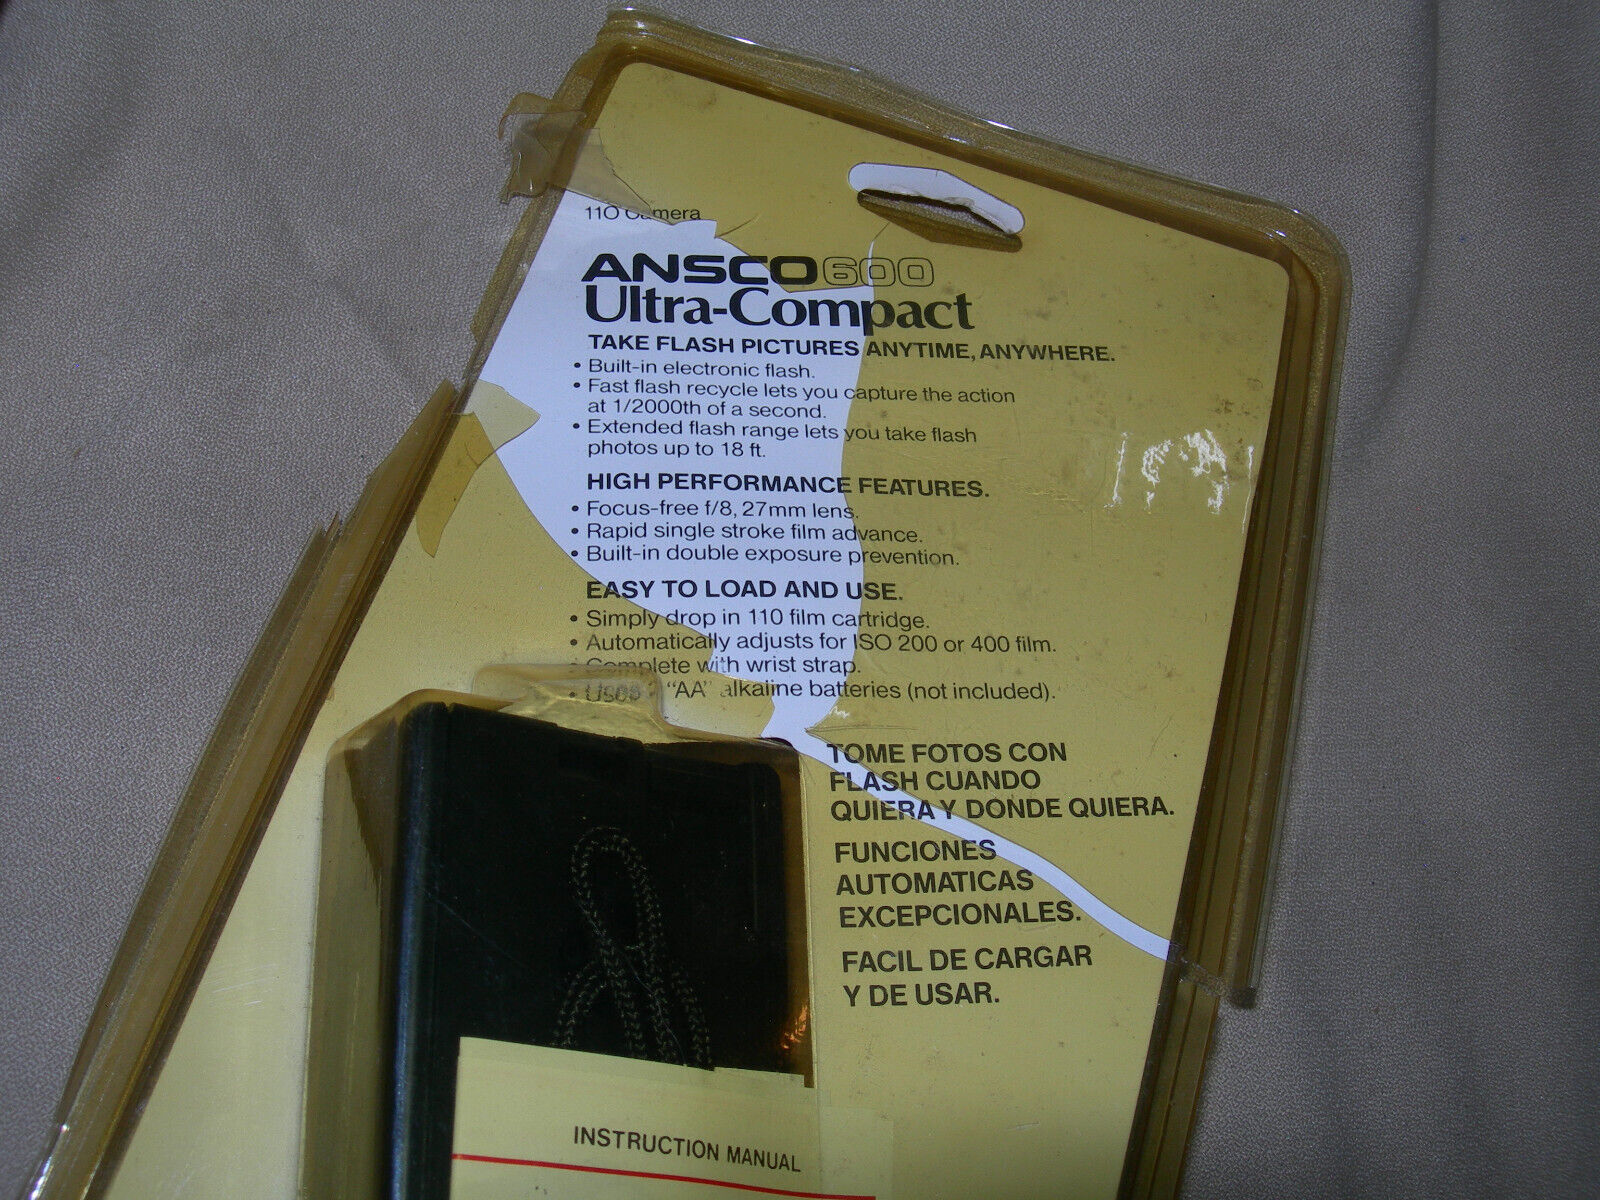 110 Camera
ANSCO 600
Ultra-Compact
TAKE FLASH PICTURES ANYTIME, ANYWHERE.
• Built-in electronic flash.
• Fast flash recycle lets you capture the action
at 1/2000th of a second.
• Extended flash range lets you take flash
photos up to 18 ft.
HIGH PERFORMANCE FEATURES.
• Focus-free f/8, 27mm lens.
• Rapid single stroke film advance.
• Built-in double exposure prevention.
EASY TO LOAD AND USE.
• Simply drop in 110 film cartridge.
• Automatically adjusts for ISO 200 or 400 film.
• Complete with wrist strap.
• Uses "AA" alkaline batteries (not included).
TOME FOTOS CON
FLASH CUANDO
QUIERA Y DONDE QUIERA.
FUNCIONES
AUTOMATICAS
EXCEPCIONALES.
FACIL DE CARGAR
Y DE USAR.
INSTRUCTION MANUAL